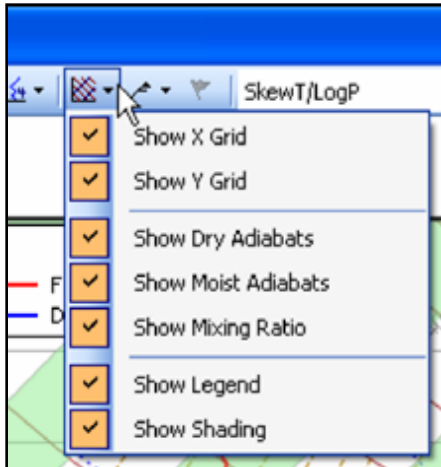 SkewT/LogP
Show X Grid
Show Y Grid
Show Dry Adiabats
Show Moist Adiabats
Show Mixing Ratio
Show Legend
Show Shading
F
D